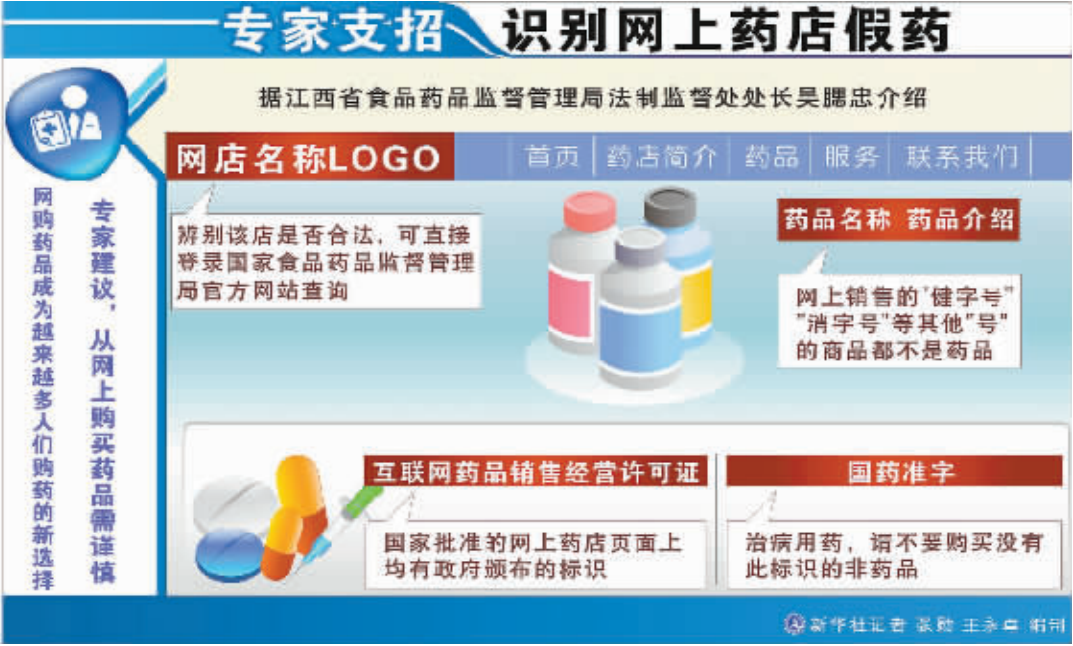 专家支招 识别网上药店假药
据江西省食品药品监督管理局法制监督处处长吴腮忠介绍
网店名称LOGO
首页 药店简介 药品 服务 联系我们
辨别该店是否合法，可直接
登录国家食品药品监督管理
局官方网站查询
药品名称 药品介绍
网上销售的"健字号"
"消字号"等其他"号"
的商品都不是药品
专家建议，从网上购买药品需谨慎
网购药品成为越来越多人们购药的新选择
互联网药品销售经营许可证
国家批准的网上药店页面上
均有政府颁布的标识
国药准字
治病用药，请不要购买没有
此标识的非药品
新华社记者 张勋 王永卓 编制